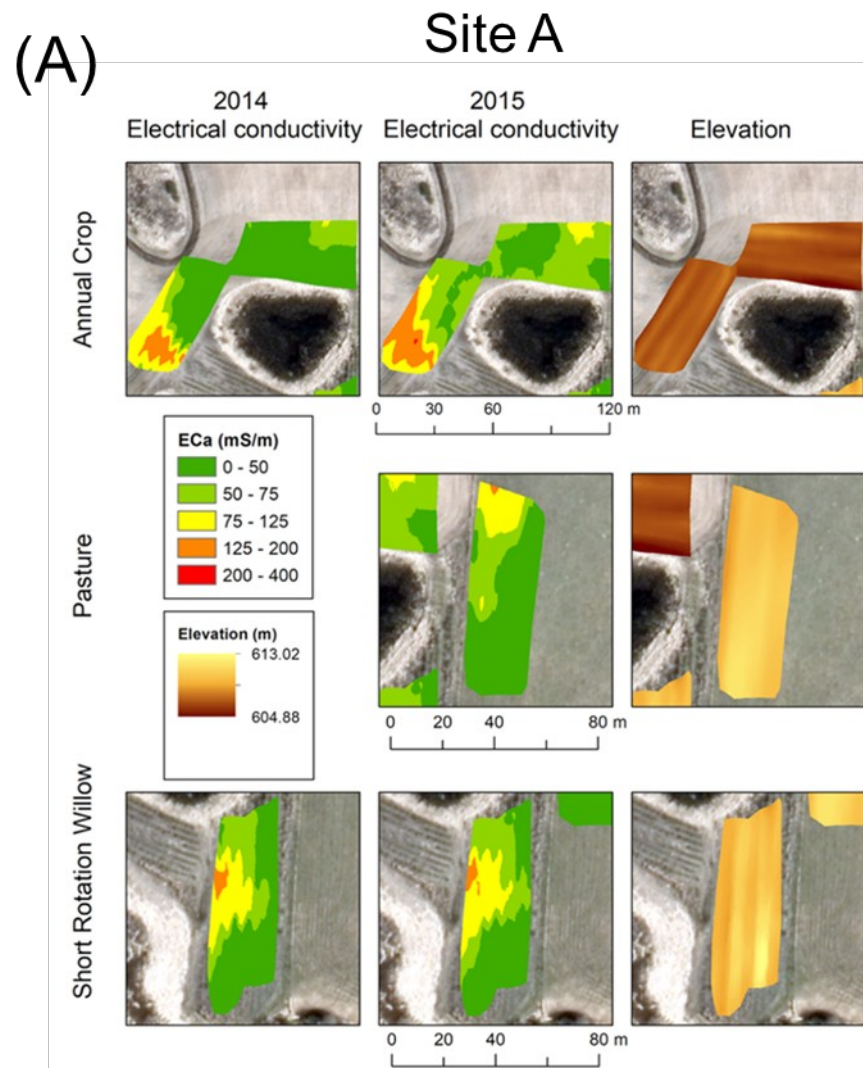 Site A
(A)
2014
Electrical conductivity
2015
Electrical conductivity
Elevation
Annual Crop
0 30 60 120 m
ECa (mS/m)
0 - 50
50 - 75
75 - 125
125 - 200
200 - 400
Pasture
Elevation (m)
613.02
604.88
0 40 80 m
Short Rotation Willow
0 20 40 80 m